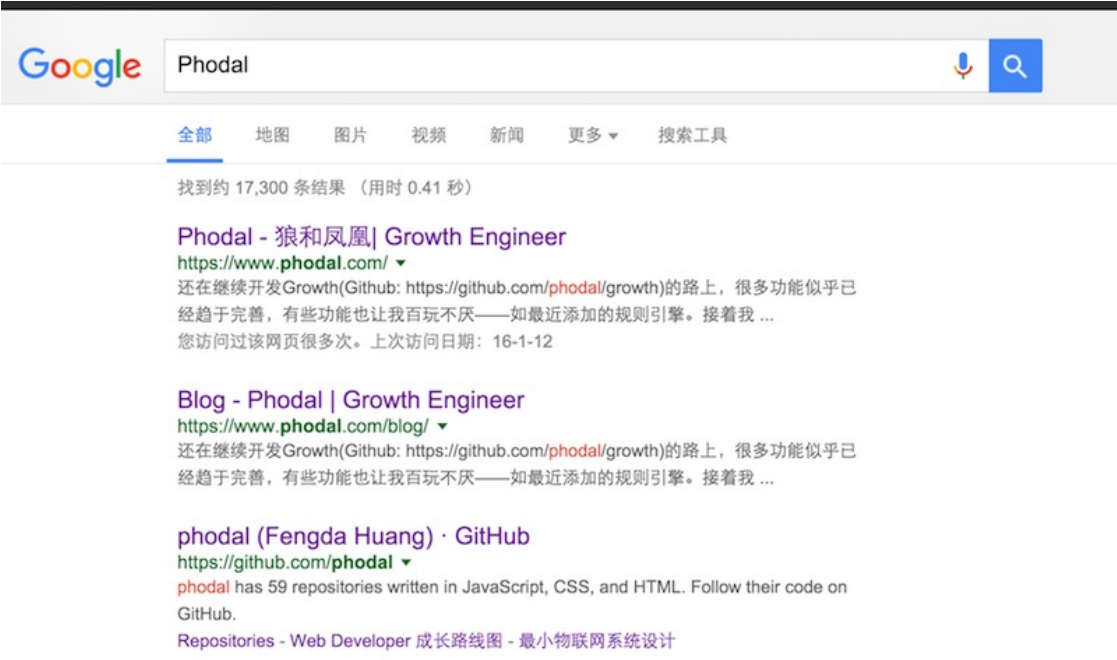 Google
Phodal
全部 地图 图片 视频 新闻 更多 搜索工具
找到约 17,300 条结果 （用时 0.41 秒）
Phodal - 狼和凤凰| Growth Engineer
https://www.phodal.com/
还在继续开发Growth(Github: https://github.com/phodal/growth)的路上，很多功能似乎已
经趋于完善，有些功能也让我百玩不厌——如最近添加的规则引擎。接着我 ...
您访问过该网页很多次。上次访问日期：16-1-12
Blog - Phodal | Growth Engineer
https://www.phodal.com/blog/
还在继续开发Growth(Github: https://github.com/phodal/growth)的路上，很多功能似乎已
经趋于完善，有些功能也让我百玩不厌——如最近添加的规则引擎。接着我 ...
phodal (Fengda Huang) · GitHub
https://github.com/phodal
phodal has 59 repositories written in JavaScript, CSS, and HTML. Follow their code on
GitHub.
Repositories - Web Developer 成长路线图 - 最小物联网系统设计